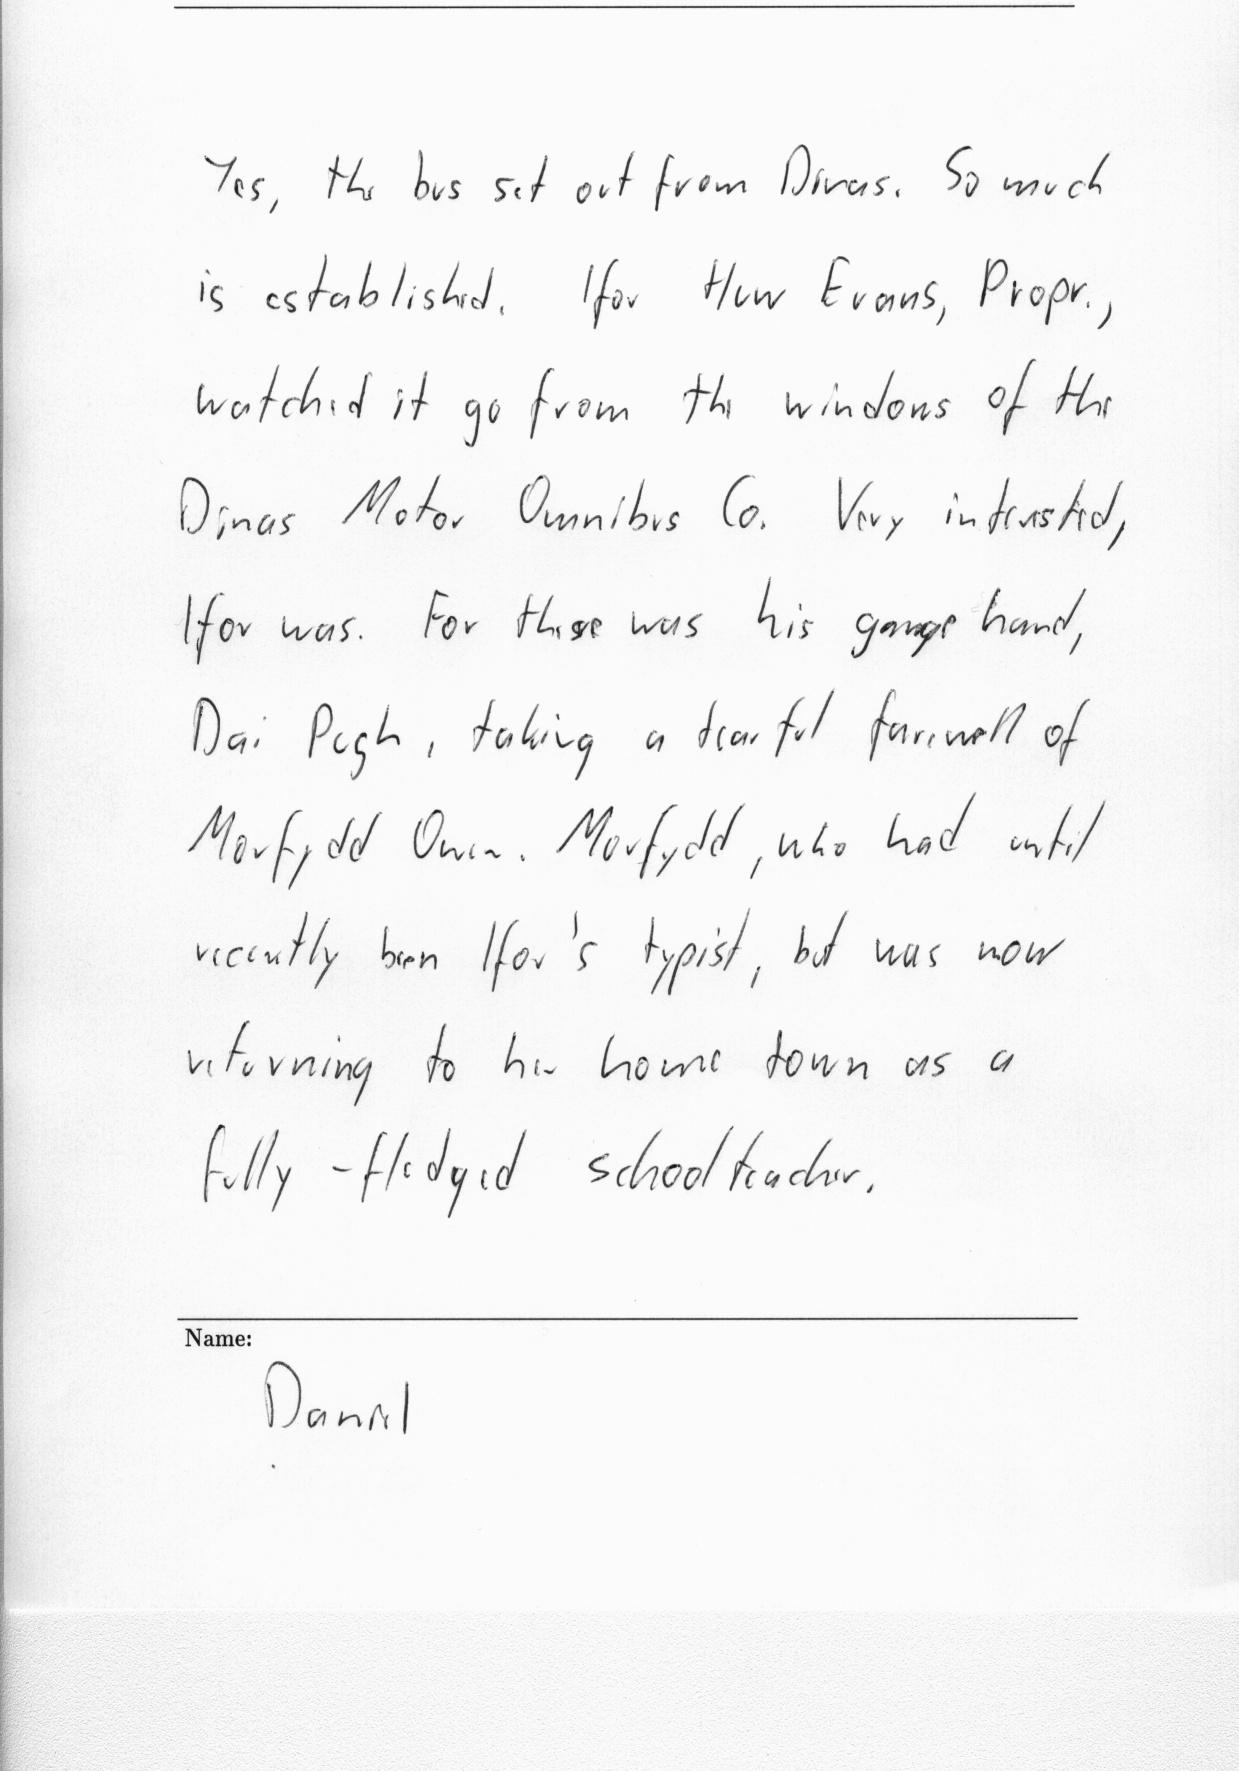 Yes, the bus set out from Dinas. So much
is established. Ifor Huw Evans, Propr.,
watched it go from the windows of the
Dinas Motor Omnibus Co. Very interested,
Ifor was. For there was his garage hand,
Dai Pugh, taking a tearful farewell of
Morfydd Owen. Morfydd, who had until
recently been Ifor's typist, but was now
returning to her home town as a
fully-fledged schoolteacher.
Name:
Daniel